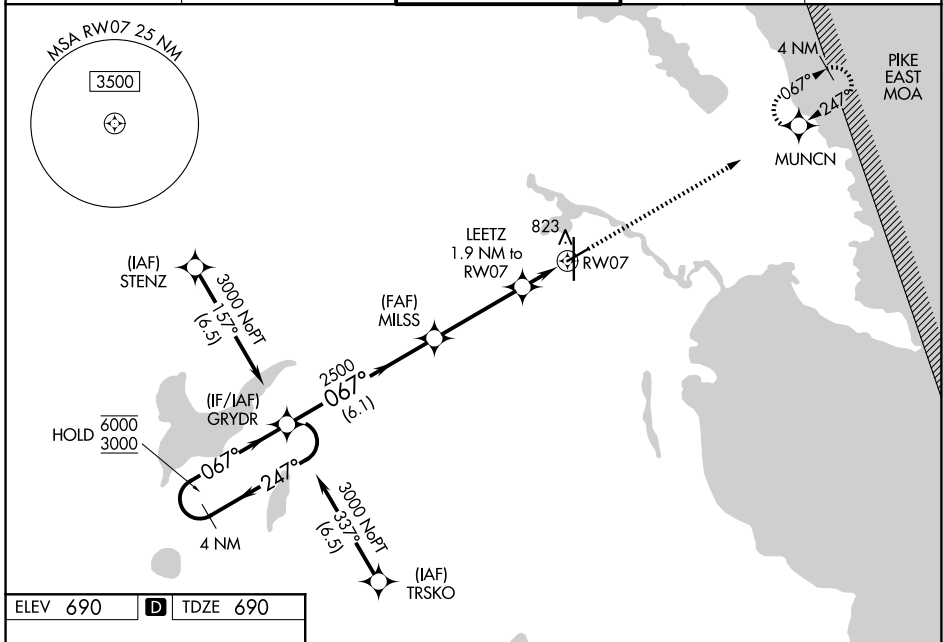 MSA RW07 25 NM
3500
4 NM
067°
247°
PIKE
EAST
MOA
MUNCN
LEETZ
1.9 NM to
RW07
823
RW07
(IAF)
STENZ
3000 NoPT
157°
(6.5)
(FAF)
MILSS
2500
067°
(6.1)
(IF/IAF)
GRYDR
HOLD
6000
3000
067°
247°
4 NM
3000 NoPT
337°
(6.5)
(IAF)
TRSKO
ELEV 690 D TDZE 690